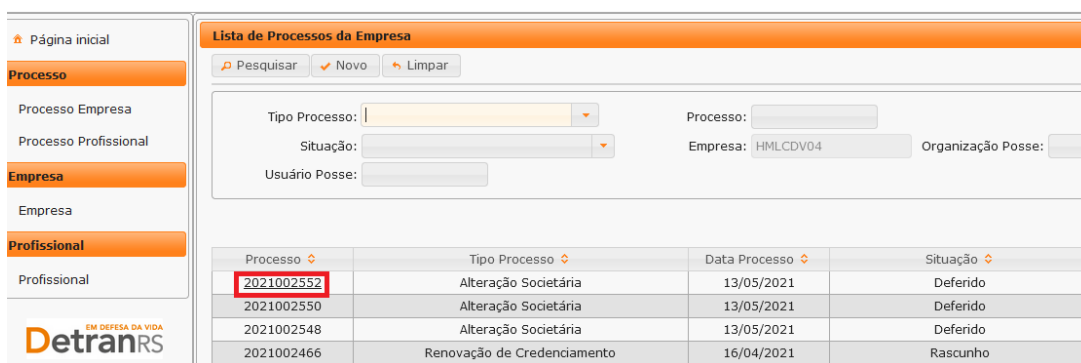 Página inicial
Processo
Processo Empresa
Processo Profissional
Empresa
Empresa
Profissional
Profissional
EM DEFESA DA VIDA
DetranRS
Lista de Processos da Empresa
Pesquisar Novo Limpar
Tipo Processo: Processo:
Situação: Empresa: HMLCDV04 Organização Posse:
Usuário Posse:
Processo Tipo Processo Data Processo Situação
2021002552 Alteração Societária 13/05/2021 Deferido
2021002550 Alteração Societária 13/05/2021 Deferido
2021002548 Alteração Societária 13/05/2021 Deferido
2021002466 Renovação de Credenciamento 16/04/2021 Rascunho